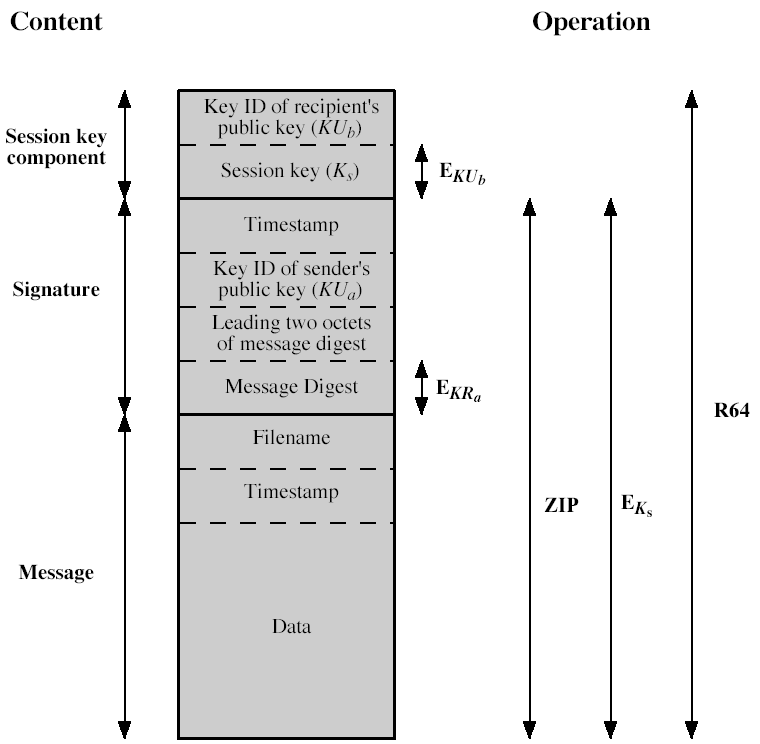 Content
Operation
Key ID of recipient's
public key (KUb)
Session key
component
Session key (Ks)
EKUb
Timestamp
Key ID of sender's
public key (KUa)
Signature
Leading two octets
of message digest
Message Digest
EKRa
R64
Filename
Timestamp
ZIP
EKs
Message
Data